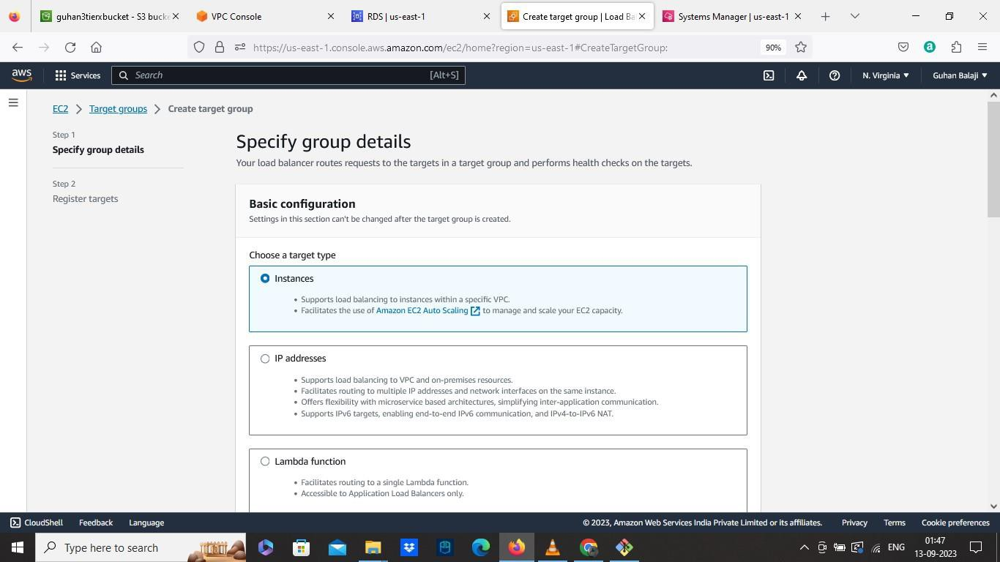 guhan3tierxbucket - S3 bucke
VPC Console
RDS | us-east-1
Create target group | Load Ba
Systems Manager | us-east-1
https://us-east-1.console.aws.amazon.com/ec2/home?region=us-east-1#CreateTargetGroup:
90%
aws
Services
Search
[Alt+S]
N. Virginia
Guhan Balaji
EC2
Target groups
Create target group
Step 1
Specify group details
Step 2
Register targets
Specify group details
Your load balancer routes requests to the targets in a target group and performs health checks on the targets.
Basic configuration
Settings in this section can't be changed after the target group is created.
Choose a target type
Instances
• Supports load balancing to instances within a specific VPC.
• Facilitates the use of Amazon EC2 Auto Scaling to manage and scale your EC2 capacity.
IP addresses
• Supports load balancing to VPC and on-premises resources.
• Facilitates routing to multiple IP addresses and network interfaces on the same instance.
• Offers flexibility with microservice based architectures, simplifying inter-application communication.
• Supports IPv6 targets, enabling end-to-end IPv6 communication, and IPv4-to-IPv6 NAT.
Lambda function
• Facilitates routing to a single Lambda function.
• Accessible to Application Load Balancers only.
CloudShell
Feedback
Language
© 2023, Amazon Web Services India Private Limited or its affiliates.
Privacy
Terms
Cookie preferences
Type here to search
ENG
01:47
13-09-2023